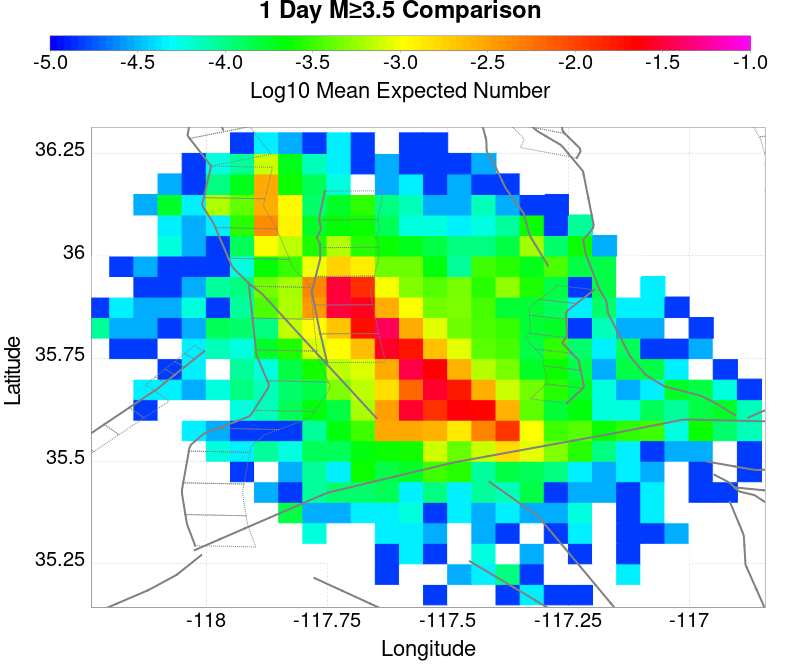 1 Day M≥3.5 Comparison
-5.0 -4.5 -4.0 -3.5 -3.0 -2.5 -2.0 -1.5 -1.0
Log10 Mean Expected Number
36.25
36
35.75
35.5
35.25
Latitude
-118 -117.75 -117.5 -117.25 -117
Longitude